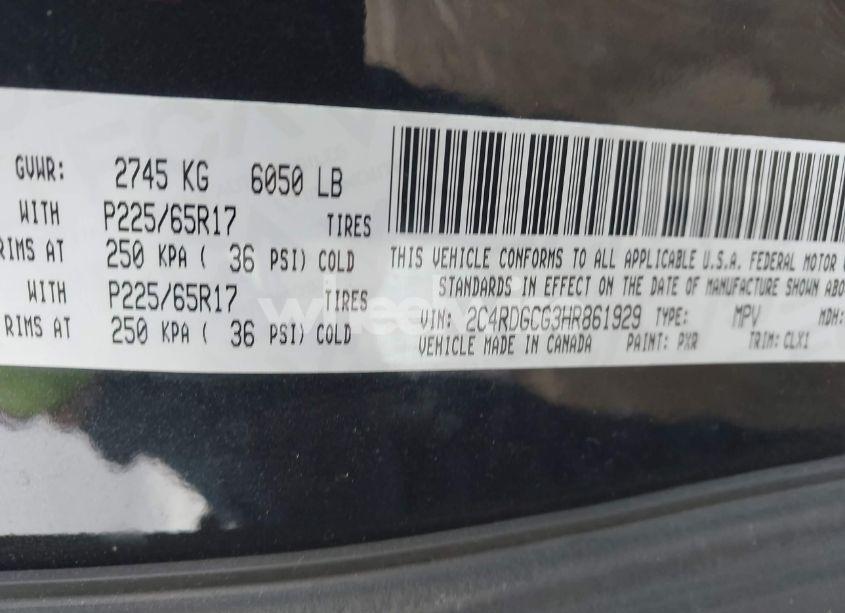 GVWR: 2745 KG 6050 LB
WITH P225/65R17 TIRES
RIMS AT 250 KPA ( 36 PSI) COLD
WITH P225/65R17 TIRES
RIMS AT 250 KPA ( 36 PSI) COLD
THIS VEHICLE CONFORMS TO ALL APPLICABLE U.S.A. FEDERAL MOTOR
STANDARDS IN EFFECT ON THE DATE OF MANUFACTURE SHOWN ABO
VIN: 2C4RDGCG3HR861929 TYPE: MPV MDH:
VEHICLE MADE IN CANADA PAINT: PXR TRIM: CLX1